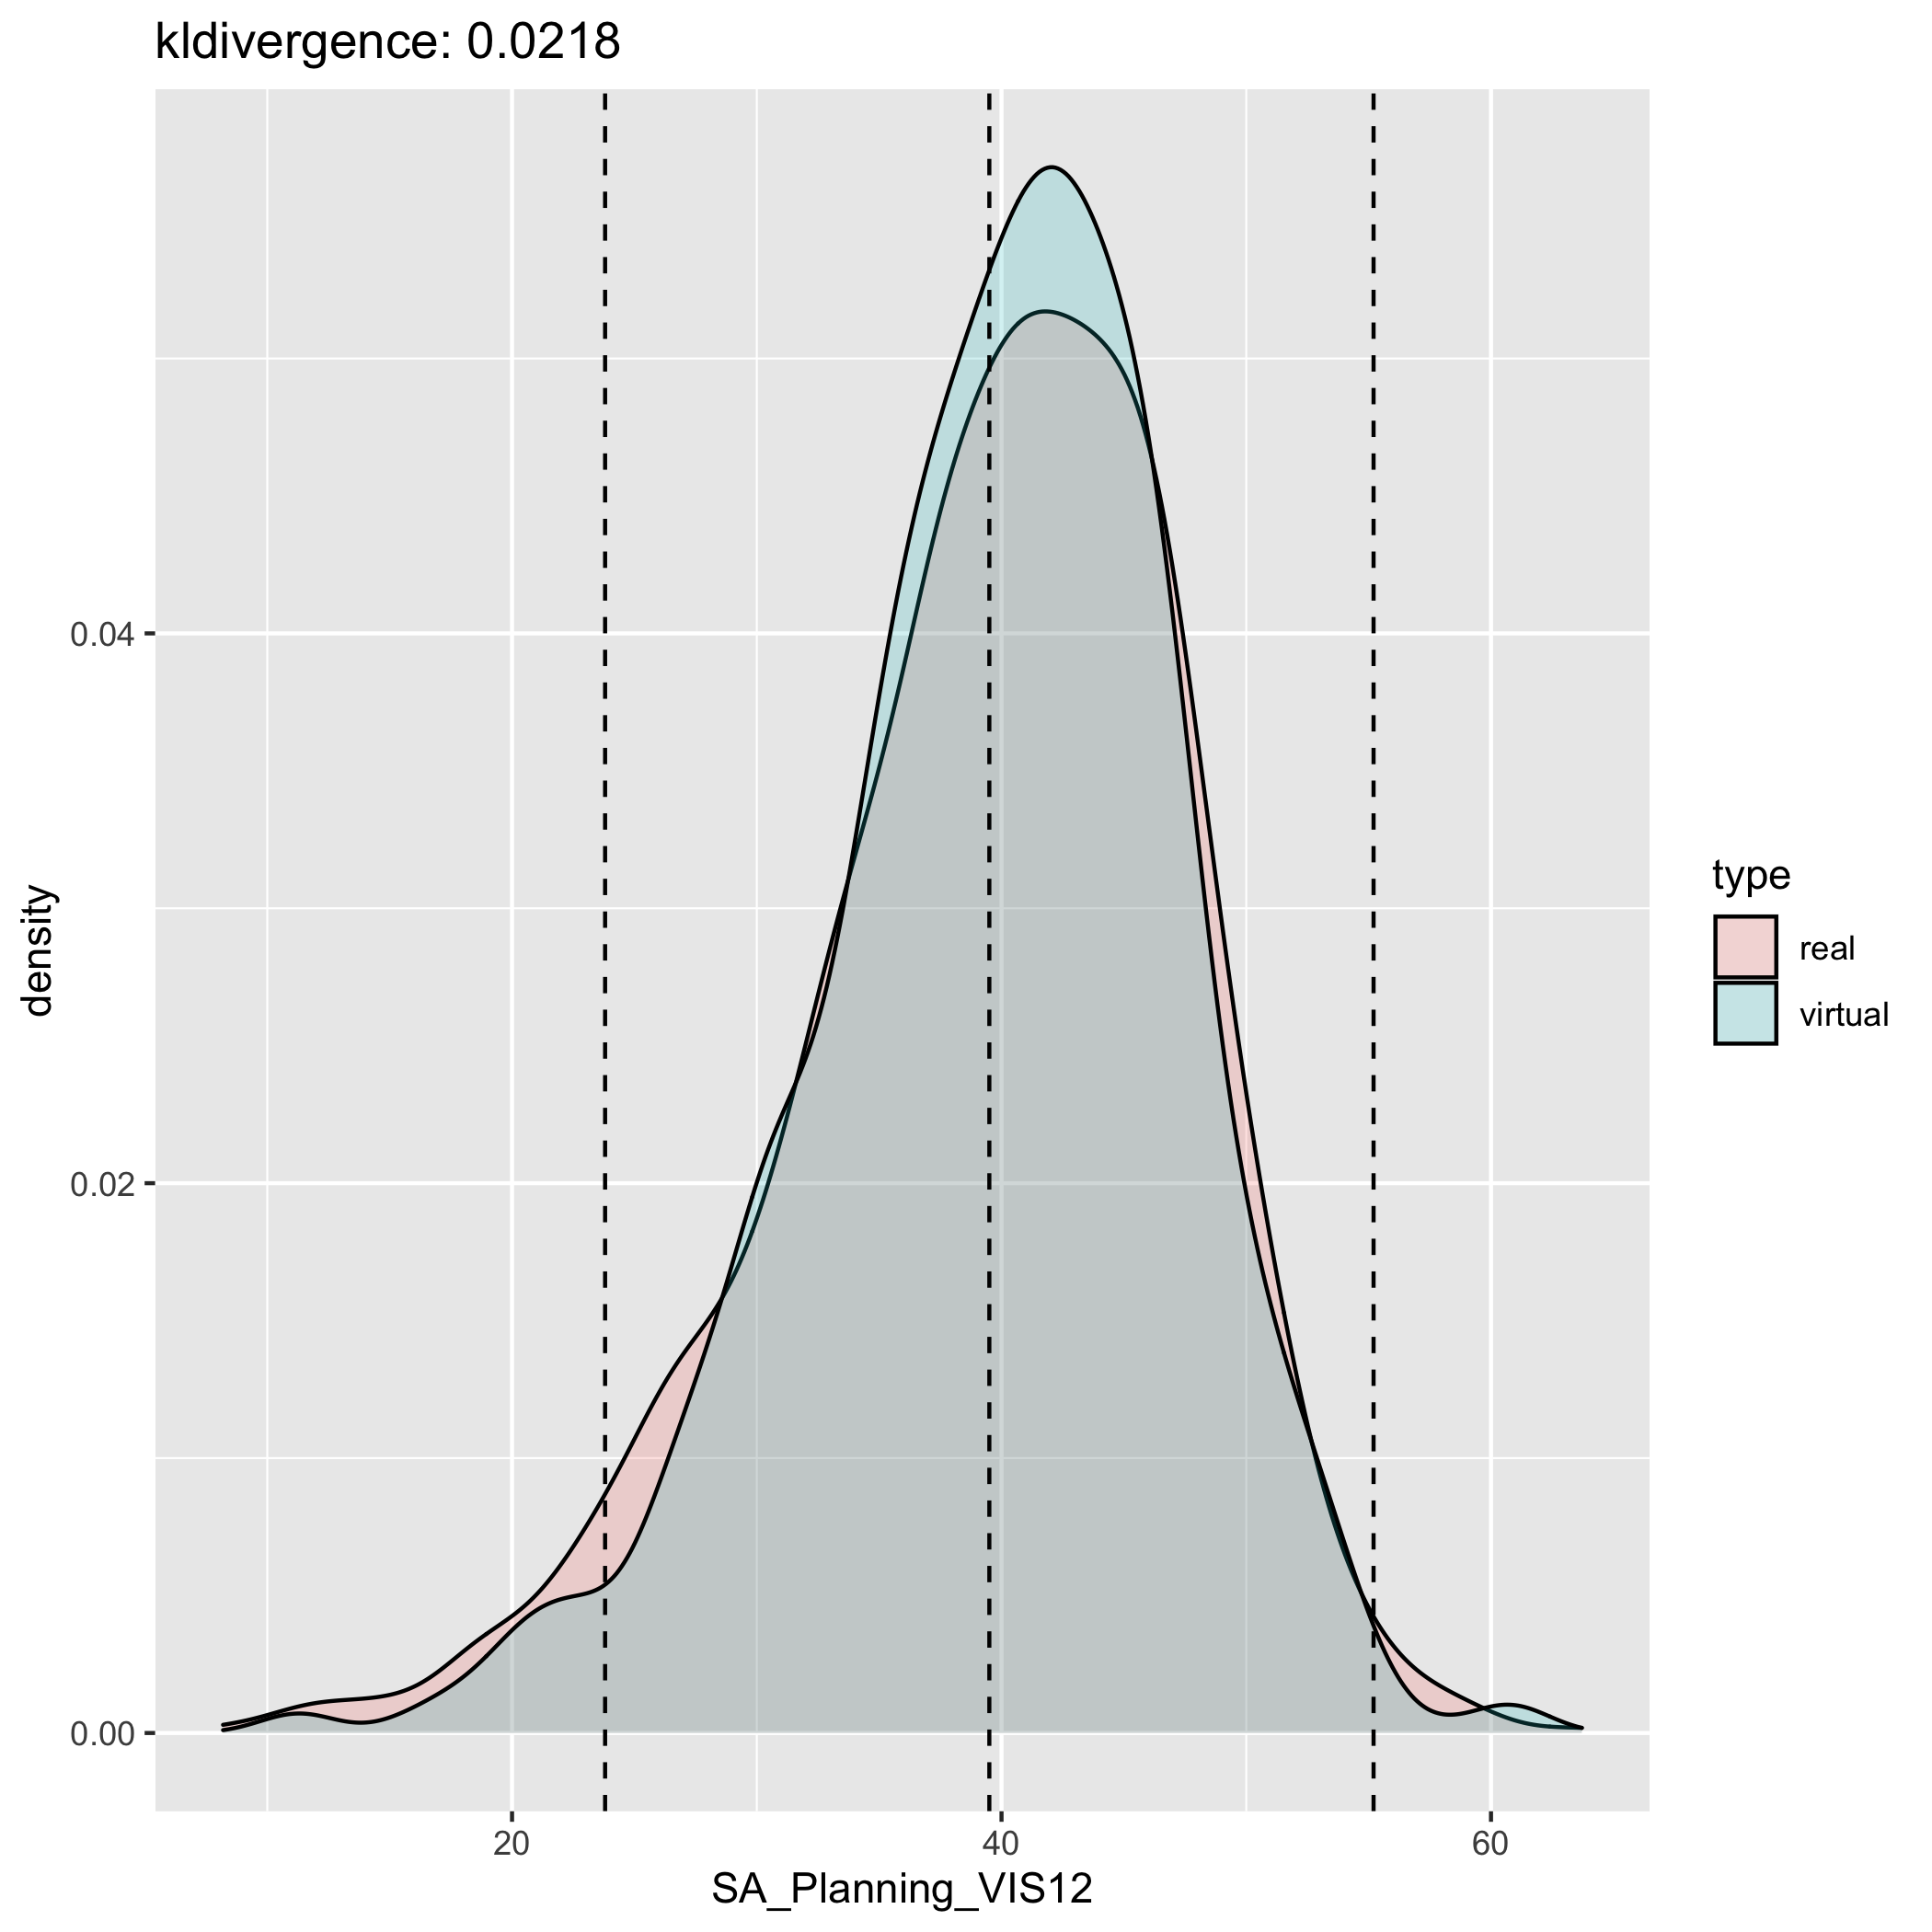 kldivergence: 0.0218
density
0.04
0.02
0.00
20 40 60
SA_Planning_VIS12
type
real
virtual